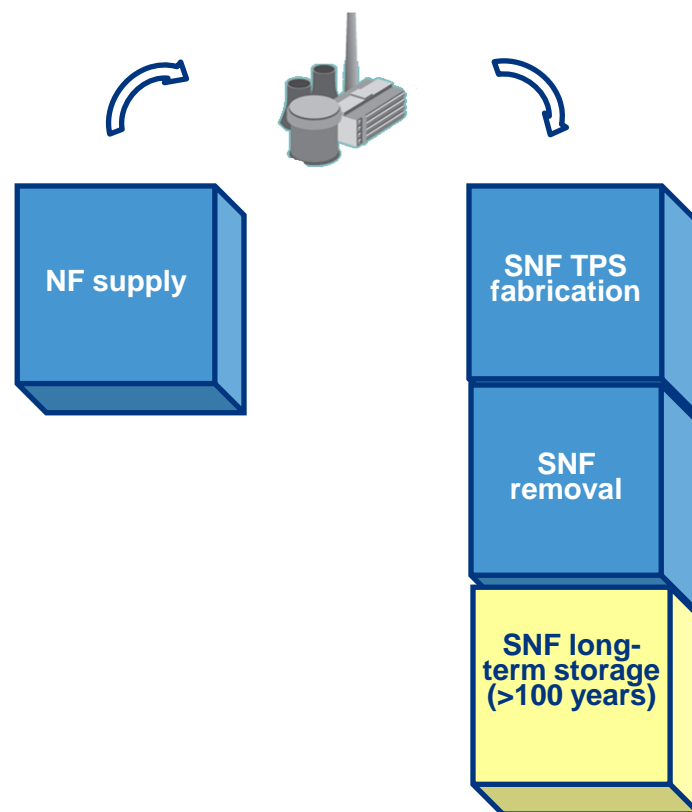 NF supply
SNF TPS
fabrication
SNF
removal
SNF long-
term storage
(>100 years)